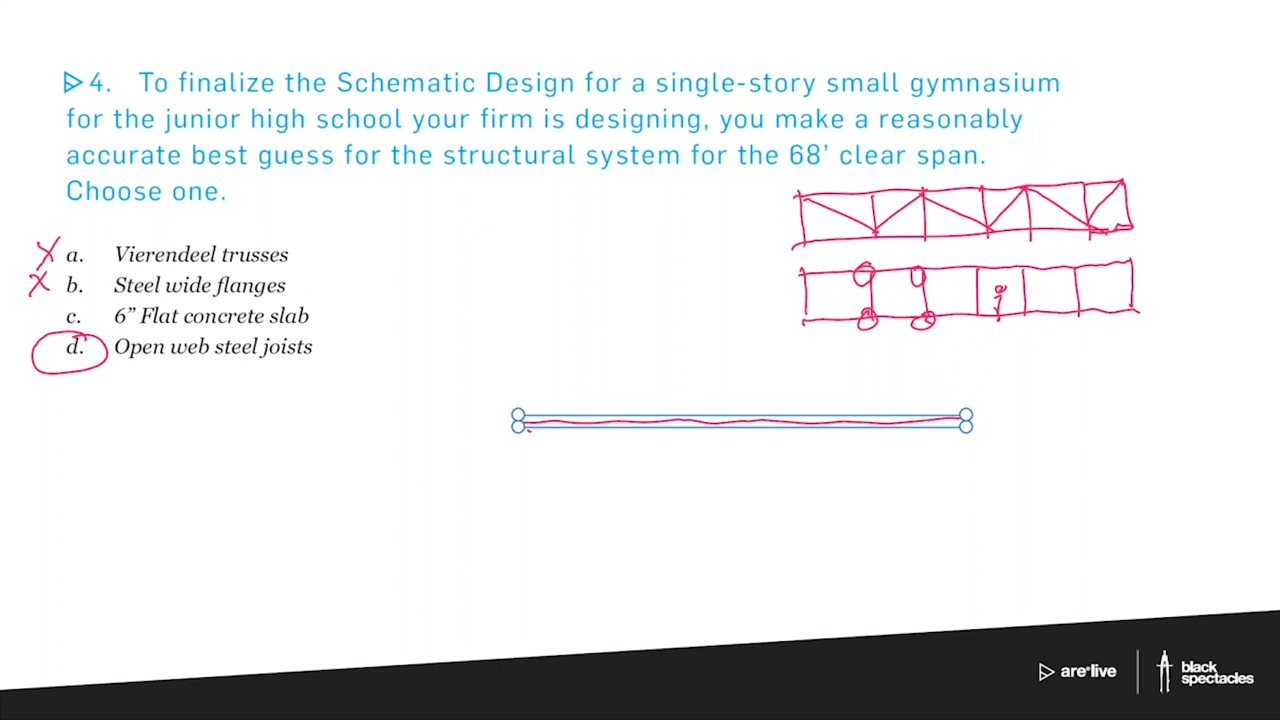 4. To finalize the Schematic Design for a single-story small gymnasium
for the junior high school your firm is designing, you make a reasonably
accurate best guess for the structural system for the 68’ clear span.
Choose one.
X a. Vierendeel trusses
X b. Steel wide flanges
c. 6” Flat concrete slab
d. Open web steel joists
are•live
black
spectacles